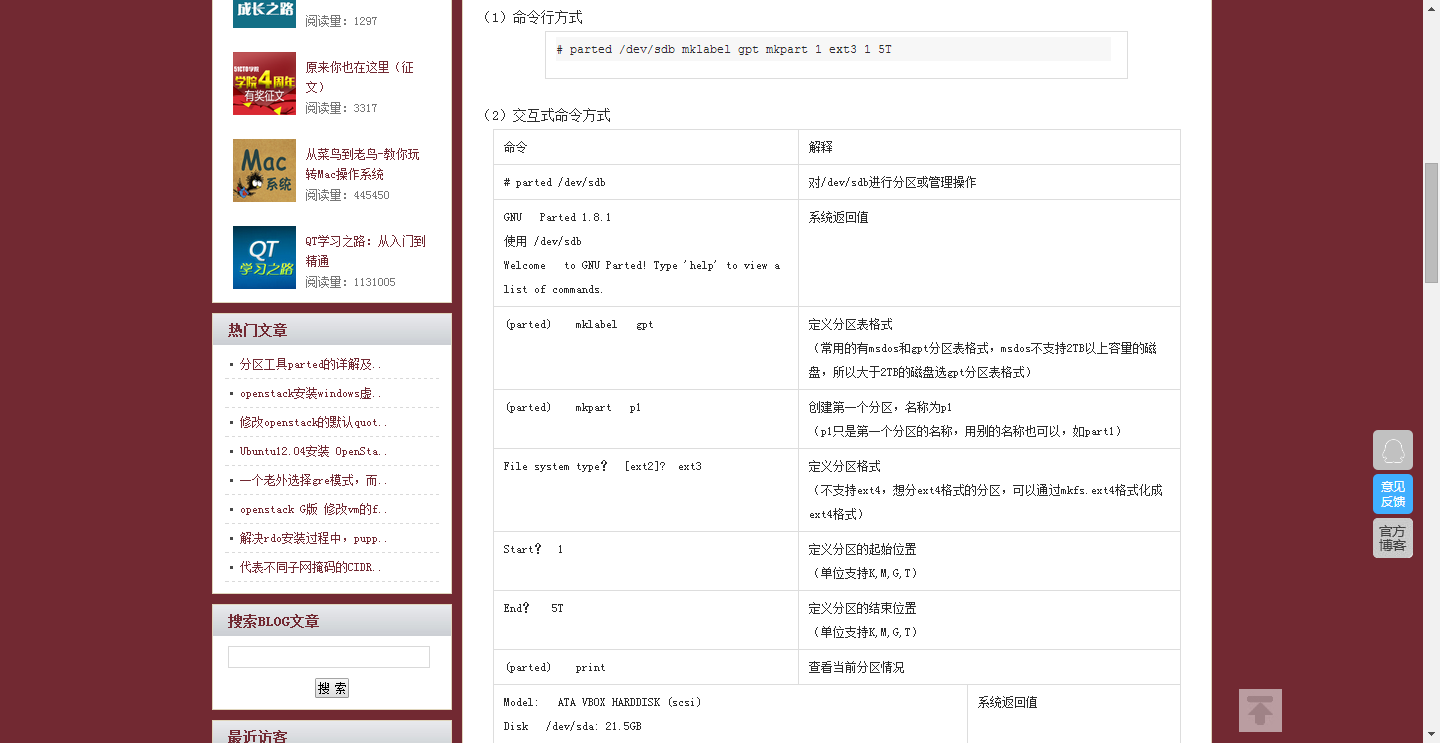 成长之路
阅读量：1297
51CTO学院
学院4周年
有奖征文
原来你也在这里（征
文）
阅读量：3317
Mac
系统
从菜鸟到老鸟-教你玩
转Mac操作系统
阅读量：445450
QT
学习之路
QT学习之路：从入门到
精通
阅读量：1131005
热门文章
分区工具parted的详解及..
openstack安装windows虚..
修改openstack的默认quot..
Ubuntu12.04安装 OpenSta..
一个老外选择gre模式，而..
openstack G版 修改vm的f..
解决rdo安装过程中，pupp..
代表不同子网掩码的CIDR..
搜索BLOG文章
搜 索
最近访客
（1）命令行方式
# parted /dev/sdb mklabel gpt mkpart 1 ext3 1 5T
（2）交互式命令方式
命令 解释
# parted /dev/sdb 对/dev/sdb进行分区或管理操作
GNU Parted 1.8.1 系统返回值
使用 /dev/sdb
Welcome to GNU Parted! Type 'help' to view a
list of commands.
(parted) mklabel gpt 定义分区表格式
（常用的有msdos和gpt分区表格式，msdos不支持2TB以上容量的磁
盘，所以大于2TB的磁盘选gpt分区表格式）
(parted) mkpart p1 创建第一个分区，名称为p1
（p1只是第一个分区的名称，用别的名称也可以，如part1）
File system type？ [ext2]? ext3 定义分区格式
（不支持ext4，想分ext4格式的分区，可以通过mkfs.ext4格式化成
ext4格式）
Start？ 1 定义分区的起始位置
（单位支持K,M,G,T）
End？ 5T 定义分区的结束位置
（单位支持K,M,G,T）
(parted) print 查看当前分区情况
Model: ATA VBOX HARDDISK (scsi) 系统返回值
Disk /dev/sda: 21.5GB
意见
反馈
官方
博客